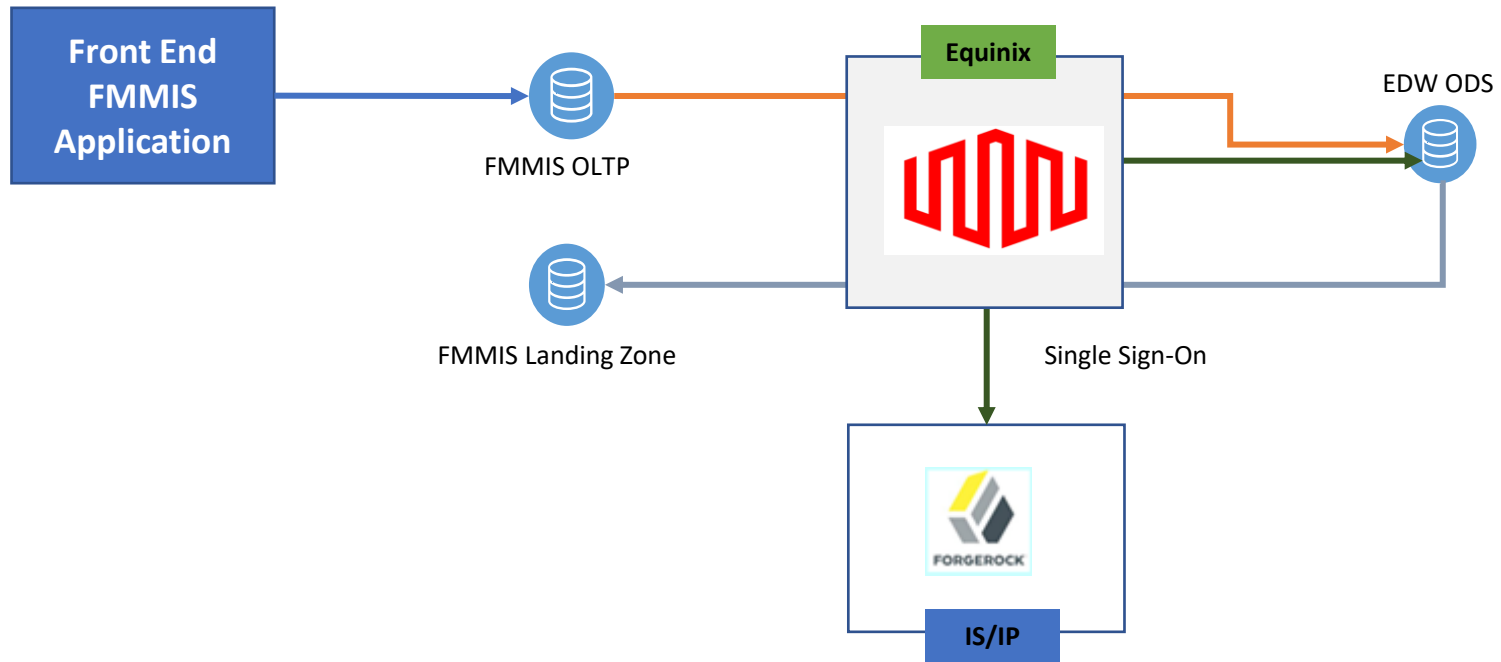 Front End
FMMIS
Application
FMMIS OLTP
Equinix
EDW ODS
FMMIS Landing Zone
Single Sign-On
FORGEROCK
IS/IP